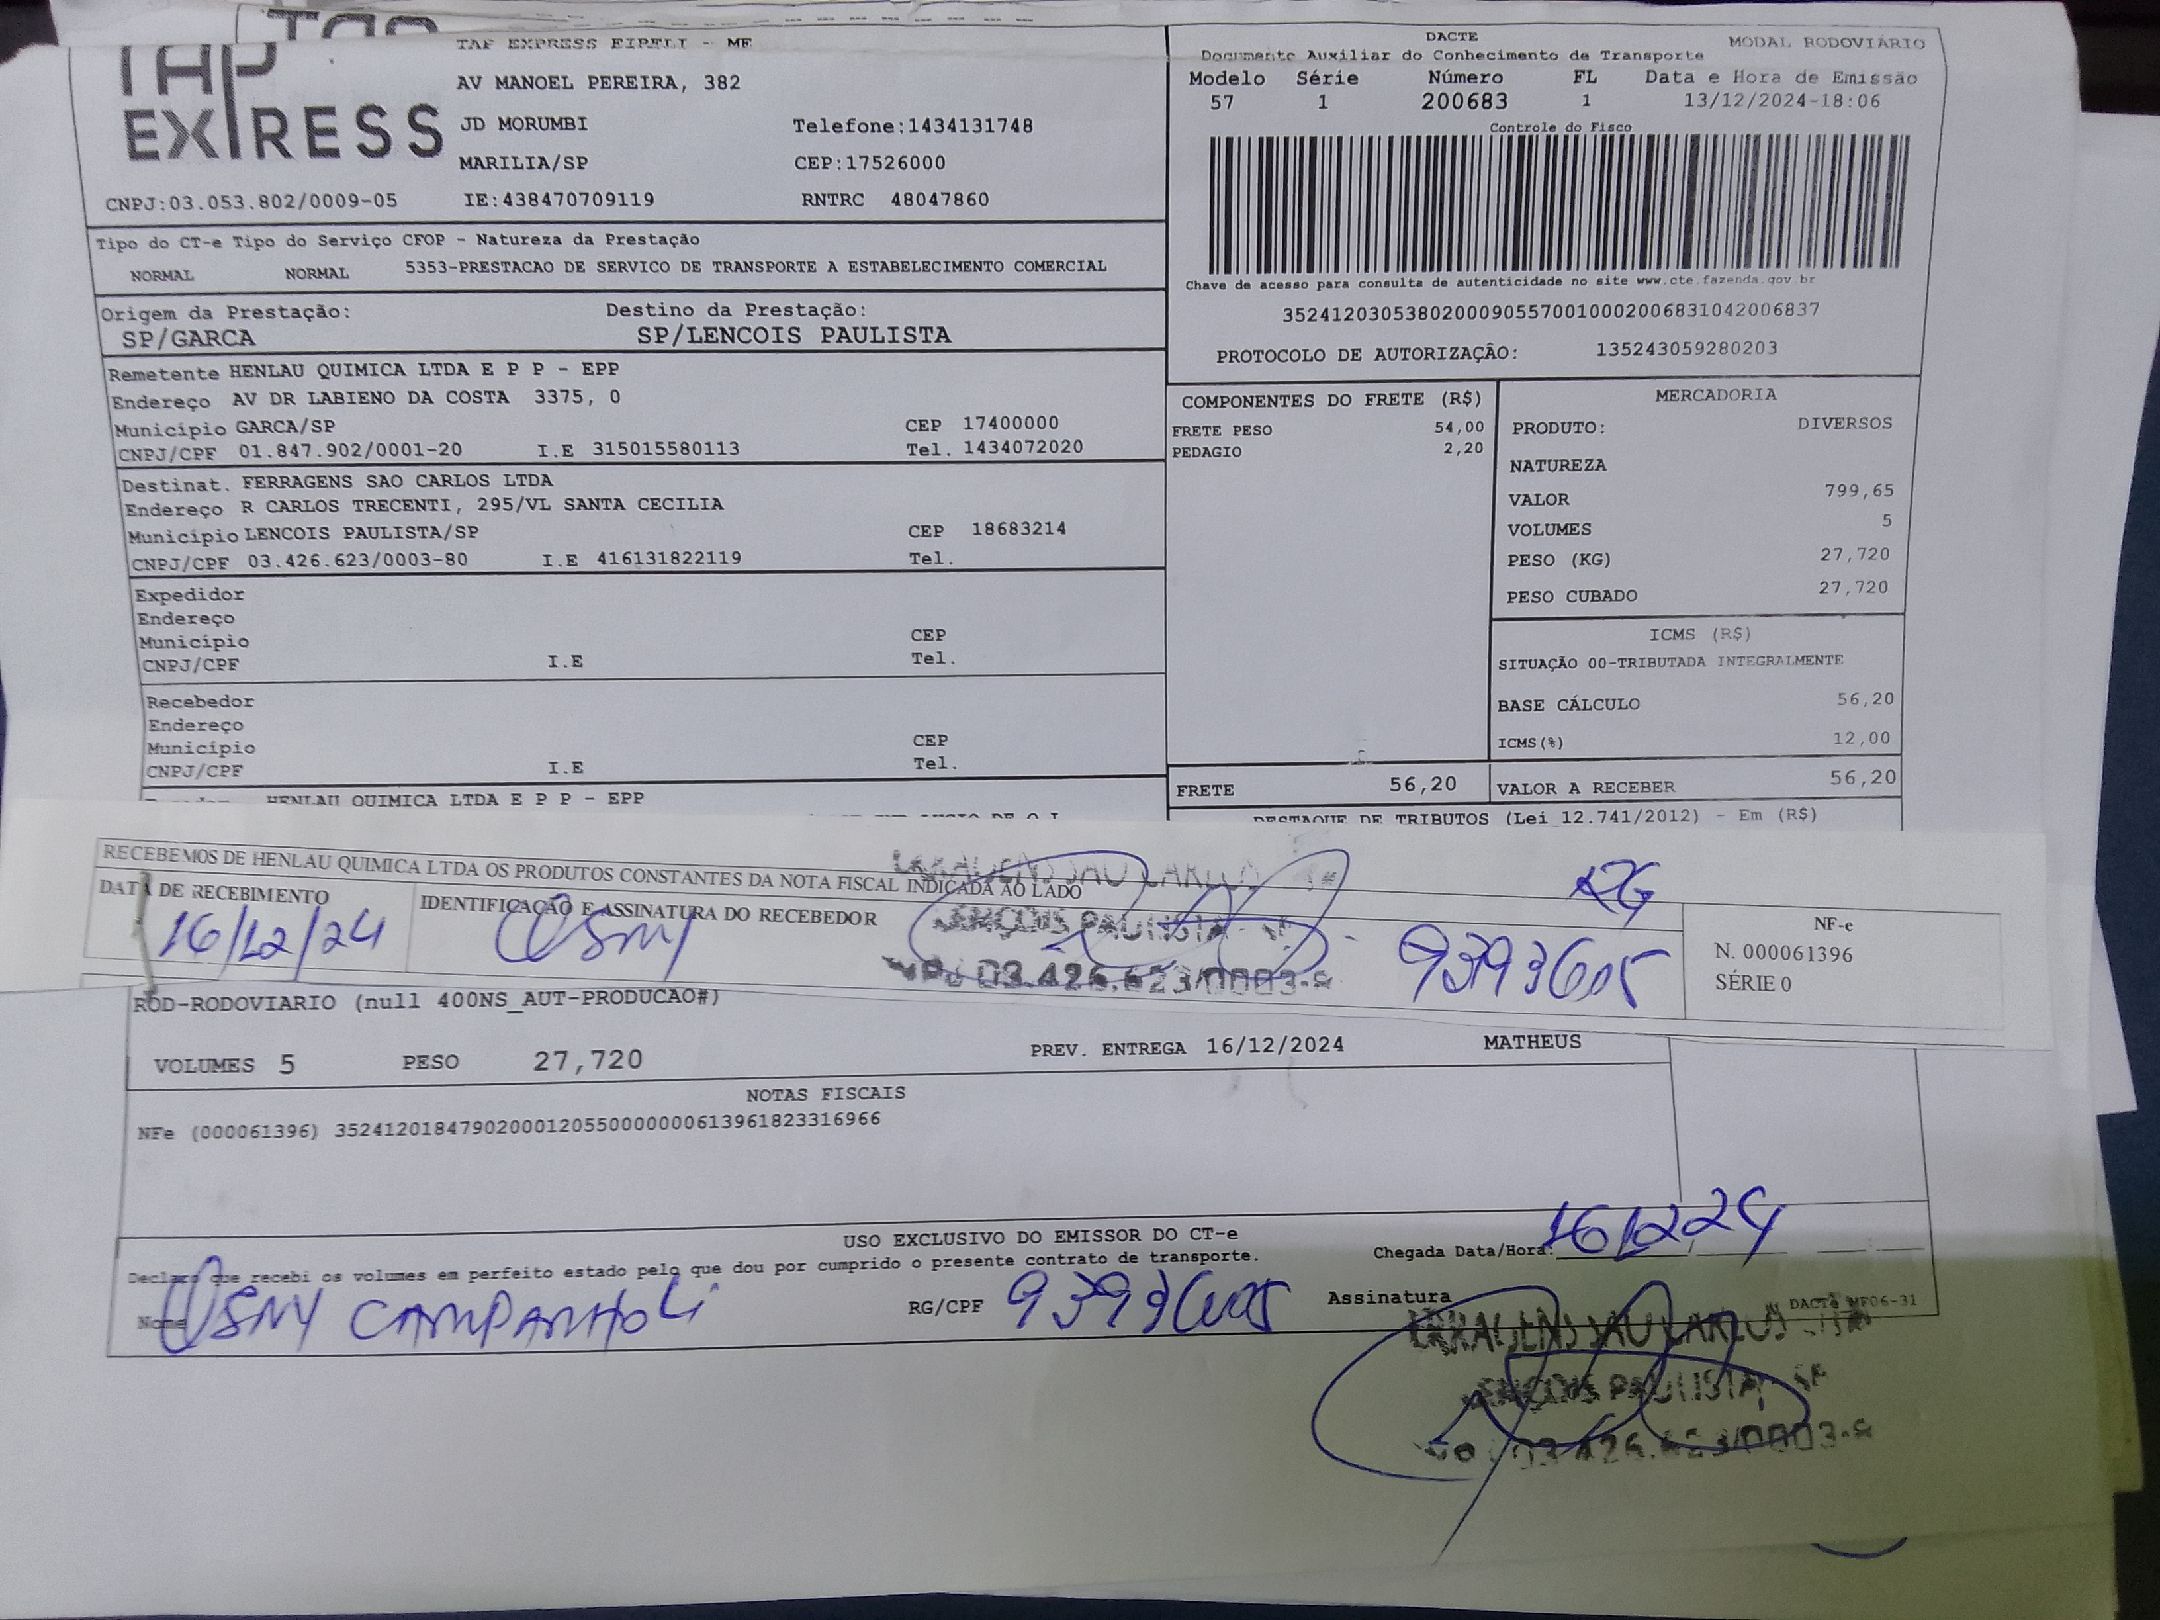 TAP
EXPRESS
TAP EXPRESS EIRELI - ME
AV MANOEL PEREIRA, 382
JD MORUMBI Telefone:1434131748
MARILIA/SP CEP:17526000
CNPJ:03.053.802/0009-05 IE:438470709119 RNTRC 48047860
DACTE
Documento Auxiliar do Conhecimento de Transporte MODAL RODOVIÁRIO
Modelo Série Número FL Data e Hora de Emissão
57 1 200683 1 13/12/2024-18:06
Controle do Fisco
Chave de acesso para consulta de autenticidade no site www.cte.fazenda.gov.br
35241203053802000905570010002006831042006837
PROTOCOLO DE AUTORIZAÇÃO: 135243059280203
Tipo do CT-e Tipo do Serviço CFOP - Natureza da Prestação
NORMAL NORMAL 5353-PRESTACAO DE SERVICO DE TRANSPORTE A ESTABELECIMENTO COMERCIAL
Origem da Prestação: Destino da Prestação:
SP/GARCA SP/LENCOIS PAULISTA
Remetente HENLAU QUIMICA LTDA E P P - EPP
Endereço AV DR LABIENO DA COSTA 3375, 0
Município GARCA/SP CEP 17400000
CNPJ/CPF 01.847.902/0001-20 I.E 315015580113 Tel. 1434072020
Destinat. FERRAGENS SAO CARLOS LTDA
Endereço R CARLOS TRECENTI, 295/VL SANTA CECILIA
Município LENCOIS PAULISTA/SP CEP 18683214
CNPJ/CPF 03.426.623/0003-80 I.E 416131822119 Tel.
Expedidor
Endereço
Município CEP
CNPJ/CPF I.E Tel.
Recebedor
Endereço
Município CEP
CNPJ/CPF I.E Tel.
HENLAU QUIMICA LTDA E P P - EPP
COMPONENTES DO FRETE (R$)
FRETE PESO 54,00
PEDAGIO 2,20
FRETE 56,20
MERCADORIA
PRODUTO: DIVERSOS
NATUREZA
VALOR 799,65
VOLUMES 5
PESO (KG) 27,720
PESO CUBADO 27,720
ICMS (R$)
SITUAÇÃO 00-TRIBUTADA INTEGRALMENTE
BASE CÁLCULO 56,20
ICMS(%) 12,00
VALOR A RECEBER 56,20
DESTAQUE DE TRIBUTOS (Lei 12.741/2012) - Em (R$)
RECEBEMOS DE HENLAU QUIMICA LTDA OS PRODUTOS CONSTANTES DA NOTA FISCAL INDICADA AO LADO
DATA DE RECEBIMENTO IDENTIFICAÇÃO E ASSINATURA DO RECEBEDOR
16/12/24 OSNY
RG
9393605
LENÇOIS PAULISTA - SP
NF-e
N. 000061396
SÉRIE 0
ROD-RODOVIARIO (null 400NS_AUT-PRODUCAO#)
VOLUMES 5 PESO 27,720 PREV. ENTREGA 16/12/2024 MATHEUS
NOTAS FISCAIS
NFe (000061396) 35241201847902000120550000000613961823316966
USO EXCLUSIVO DO EMISSOR DO CT-e
Declaro que recebi os volumes em perfeito estado pelo que dou por cumprido o presente contrato de transporte.
Chegada Data/Hora: 16/12/24
Nome OSNY CAMPANHOLI RG/CPF 9393605 Assinatura
DACTe MF06-31
LENÇOIS PAULISTA - SP